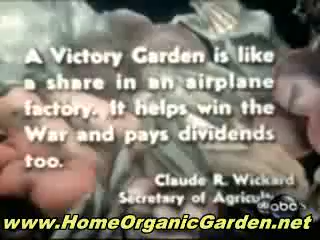 A Victory Garden is like
a share in an airplane
factory. It helps win the
War and pays dividends
too.
Claude R. Wickard
Secretary of Agricul
abc
www.HomeOrganicGarden.net